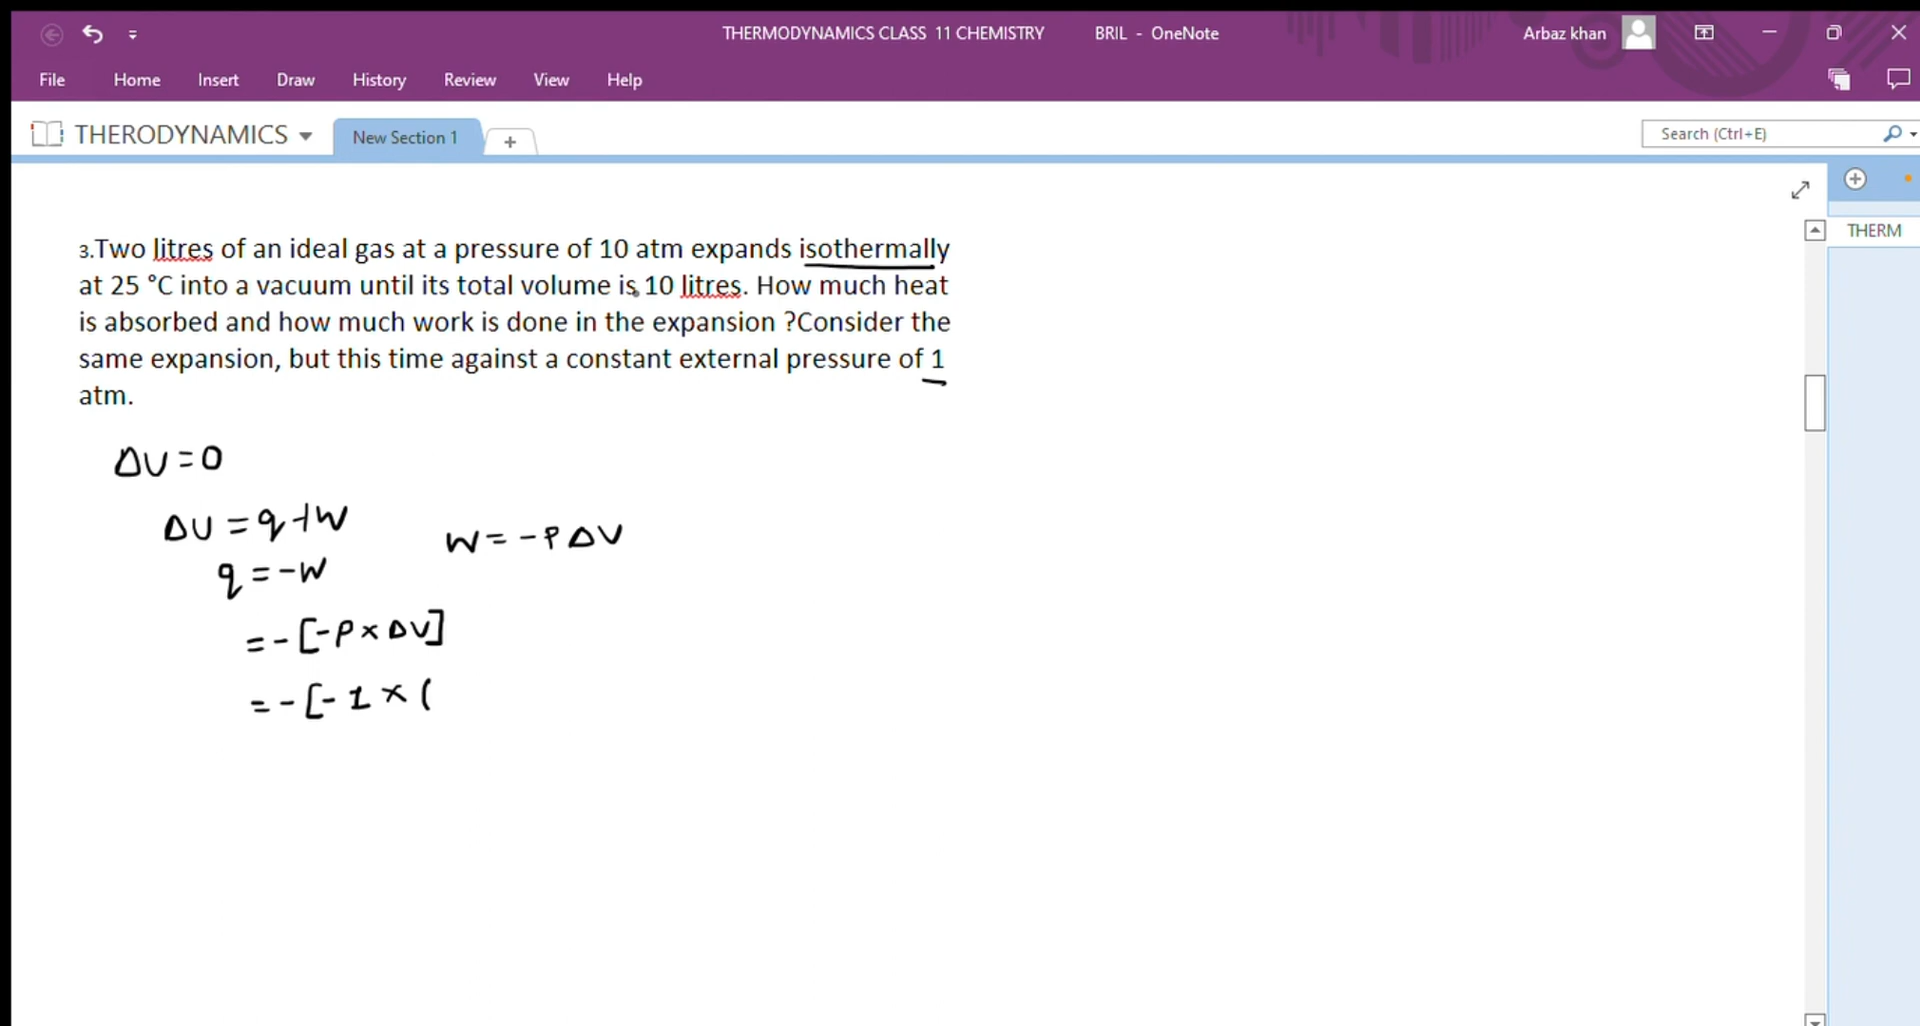 THERMODYNAMICS CLASS 11 CHEMISTRY BRIL - OneNote
Arbaz khan
File Home Insert Draw History Review View Help
THERODYNAMICS
New Section 1
+
Search (Ctrl+E)
THERM
3.Two litres of an ideal gas at a pressure of 10 atm expands isothermally
at 25 °C into a vacuum until its total volume is 10 litres. How much heat
is absorbed and how much work is done in the expansion ?Consider the
same expansion, but this time against a constant external pressure of 1
atm.
ΔU = 0
ΔU = q + W
W = - P ΔV
q = - W
= - [- P × ΔV]
= - [- 1 × (